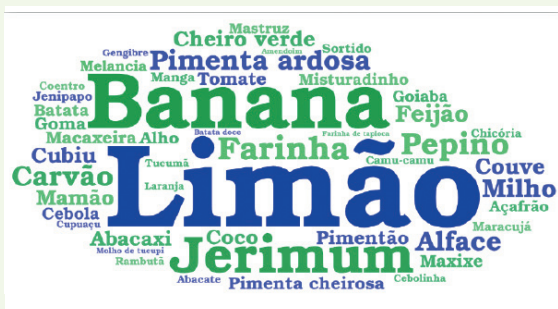 Mastruz
Cheiro verde
Gengibre
Amendoim
Sortido
Melancia
Pimenta ardosa
Coentro
Manga
Tomate
Misturadinho
Jenipapo
Banana
Goiaba
Batata
Feijão
Goma
Macaxeira
Alho
Batata doce
Farinha de tapioca
Chicória
Cubiu
Farinha
Pepino
Tucumã
Camu-camu
Couve
Carvão
Limão
Milho
Laranja
Mamão
Açafrão
Cebola
Cupuaçu
Maracujá
Abacaxi
Coco
Pimentão
Alface
Molho de tucupi
Jerimum
Maxixe
Rambutã
Abacate
Pimenta cheirosa
Cebolinha